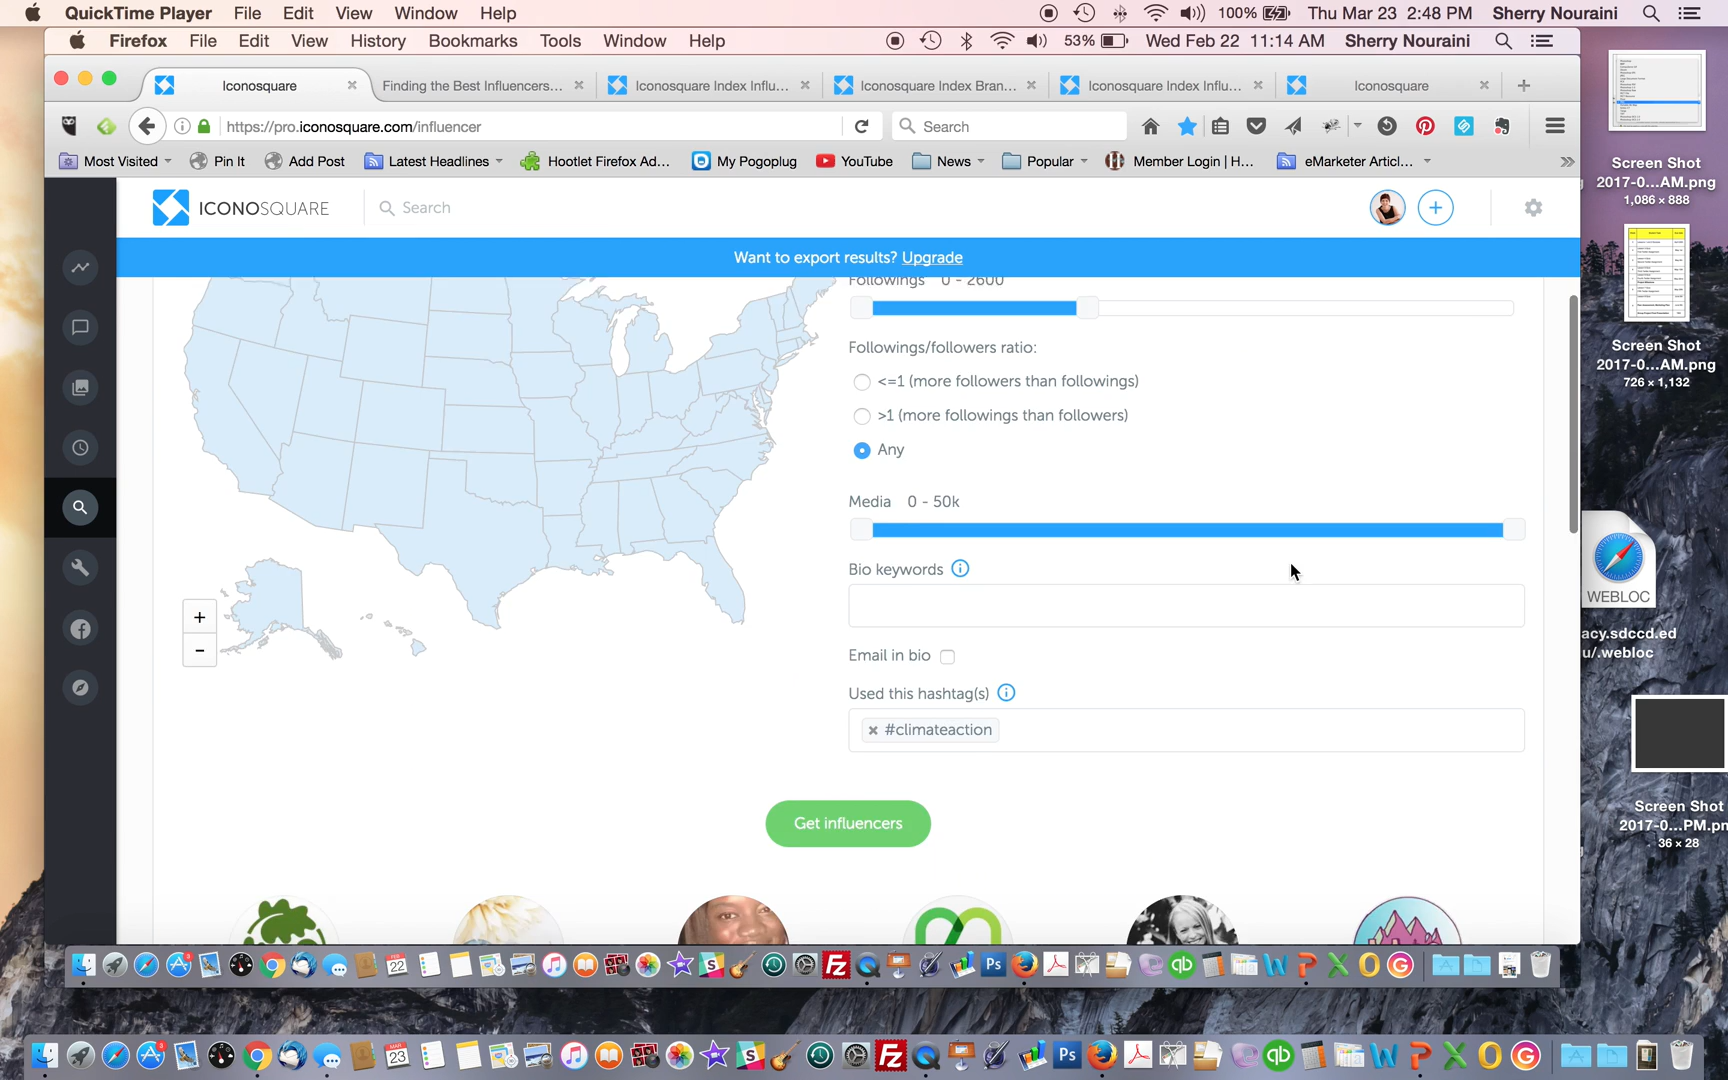 QuickTime Player File Edit View Window Help 100% Thu Mar 23 2:48 PM Sherry Nouraini
Firefox File Edit View History Bookmarks Tools Window Help 53% Wed Feb 22 11:14 AM Sherry Nouraini
Iconosquare Finding the Best Influencers... Iconosquare Index Influ... Iconosquare Index Bran... Iconosquare Index Influ... Iconosquare
https://pro.iconosquare.com/influencer Search
Most Visited Pin It Add Post Latest Headlines Hootlet Firefox Ad... My Pogoplug YouTube News Popular Member Login | H... eMarketer Articl...
ICONOSQUARE Search
Want to export results? Upgrade
Followings 0 - 2600
Followings/followers ratio:
<=1 (more followers than followings)
>1 (more followings than followers)
Any
Media 0 - 50k
Bio keywords
Email in bio
Used this hashtag(s)
#climateaction
+
-
Get influencers
Screen Shot
2017-0...AM.png
1,086 × 888
Screen Shot
2017-0...AM.png
726 × 1,132
WEBLOC
acy.sdccd.ed
u/.webloc
Screen Shot
2017-0...PM.pn
36 × 28